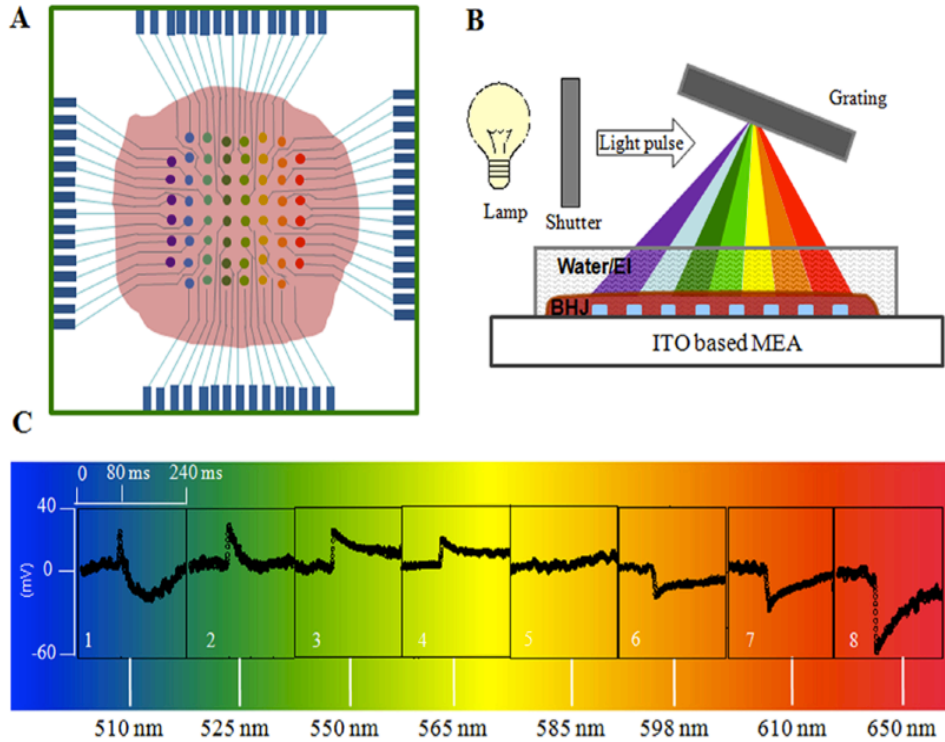 A
B
Grating
Light pulse
Lamp
Shutter
Water/El
BHJ
ITO based MEA
C
0 80 ms 240 ms
40
0
(mV)
-60
1 2 3 4 5 6 7 8
510 nm 525 nm 550 nm 565 nm 585 nm 598 nm 610 nm 650 nm